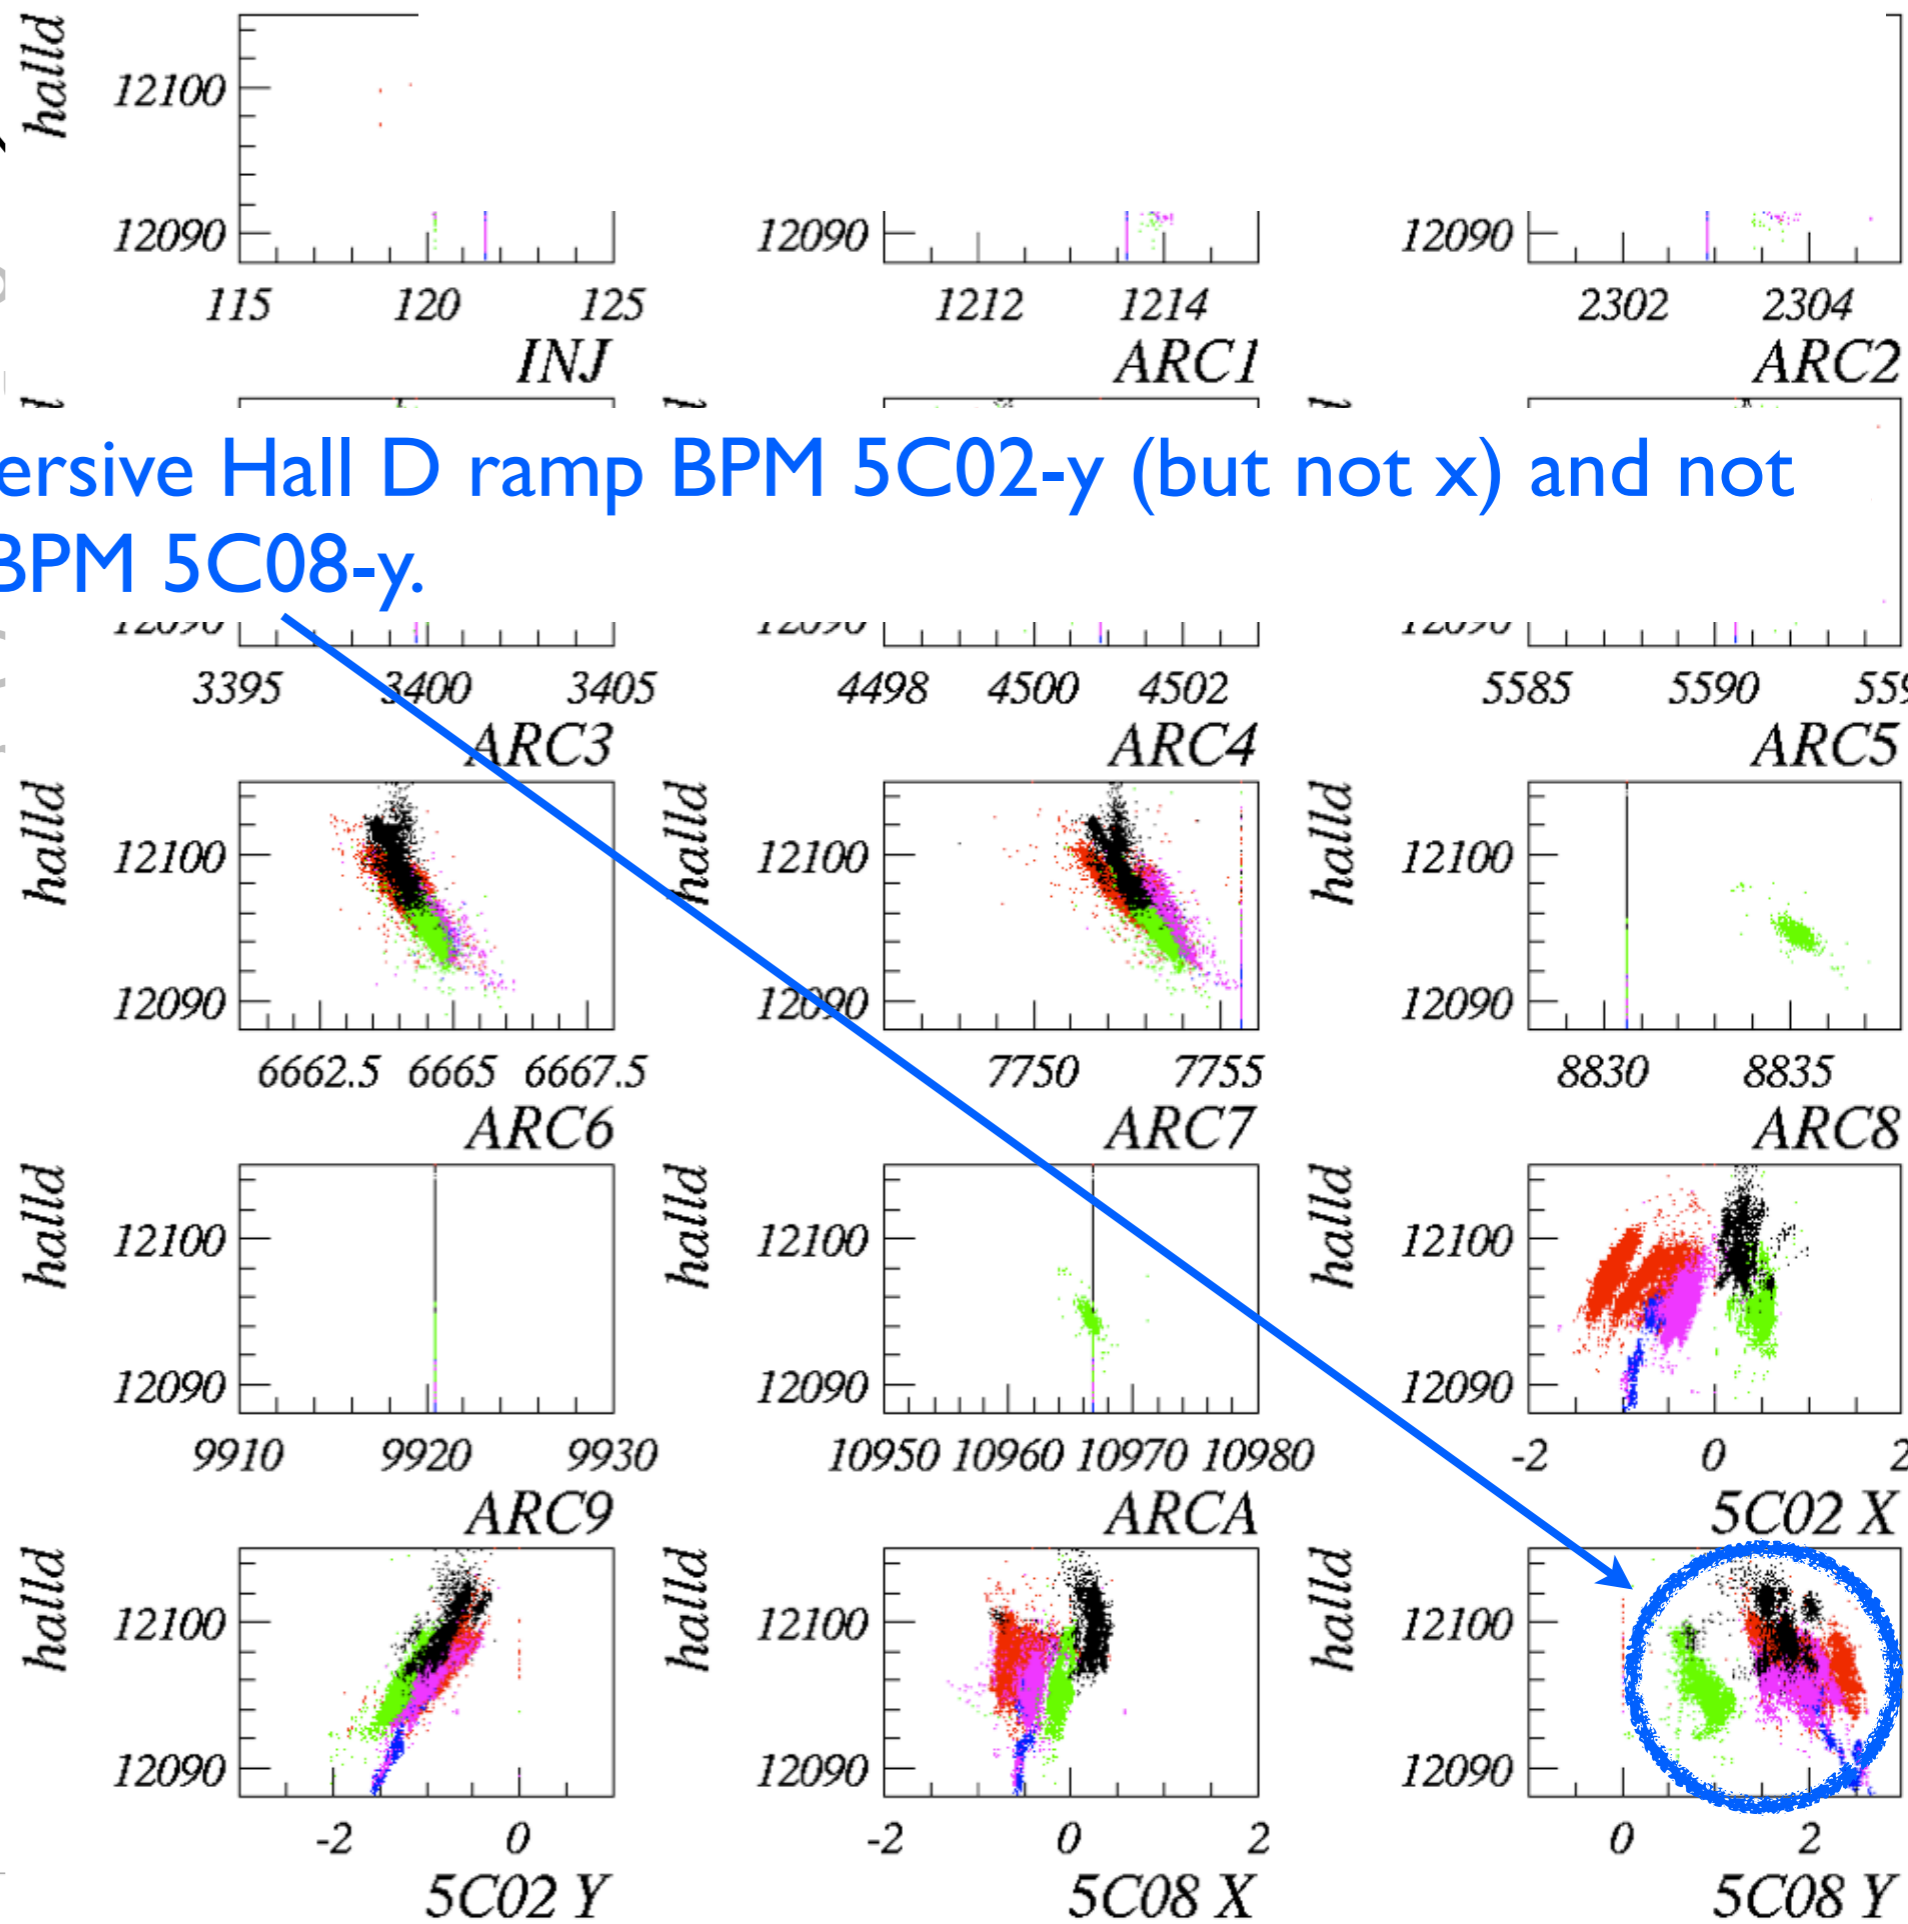 halld
12100
12090
115 120 125
INJ
12090
1212 1214
ARC1
12090
2302 2304
ARC2
ersive Hall D ramp BPM 5C02-y (but not x) and not
BPM 5C08-y.
3395 3400 3405
ARC3
4498 4500 4502
ARC4
5585 5590
ARC5
halld
12100
12090
6662.5 6665 6667.5
ARC6
halld
12100
12090
7750 7755
ARC7
halld
12100
12090
8830 8835
ARC8
halld
12100
12090
9910 9920 9930
ARC9
halld
12100
12090
10950 10960 10970 10980
ARCA
halld
12100
12090
-2 0 2
5C02 X
halld
12100
12090
-2 0
5C02 Y
halld
12100
12090
-2 0 2
5C08 X
halld
12100
12090
0 2
5C08 Y